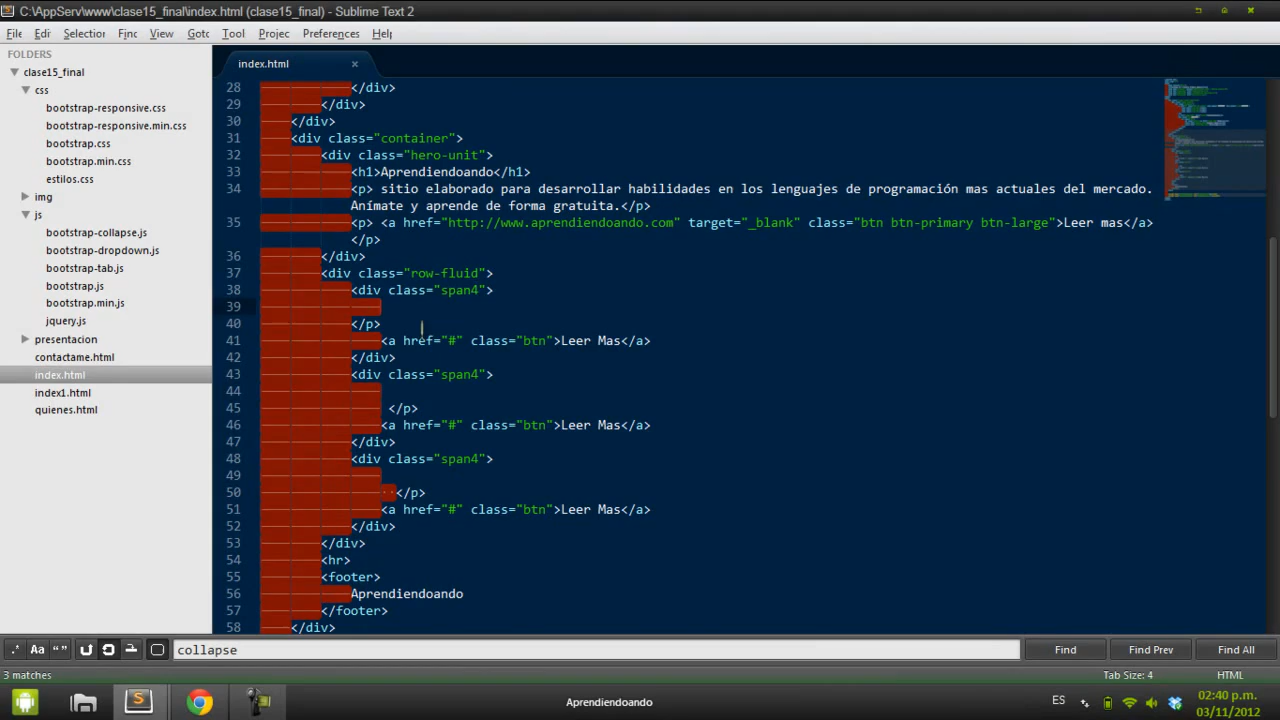 C:\AppServ\www\clase15_final\index.html (clase15_final) - Sublime Text 2
File Edi Selection Find View Goto Tool Projec Preferences Help
FOLDERS
clase15_final
css
bootstrap-responsive.css
bootstrap-responsive.min.css
bootstrap.css
bootstrap.min.css
estilos.css
img
js
bootstrap-collapse.js
bootstrap-dropdown.js
bootstrap-tab.js
bootstrap.js
bootstrap.min.js
jquery.js
presentacion
contactame.html
index.html
index1.html
quienes.html
index.html
28 </div>
29 </div>
30 </div>
31 <div class="container">
32 <div class="hero-unit">
33 <h1>Aprendiendoando</h1>
34 <p> sitio elaborado para desarrollar habilidades en los lenguajes de programación mas actuales del mercado.
Anímate y aprende de forma gratuita.</p>
35 <p> <a href="http://www.aprendiendoando.com" target="_blank" class="btn btn-primary btn-large">Leer mas</a>
</p>
36 </div>
37 <div class="row-fluid">
38 <div class="span4">
39
40 </p>
41 <a href="#" class="btn">Leer Mas</a>
42 </div>
43 <div class="span4">
44
45 </p>
46 <a href="#" class="btn">Leer Mas</a>
47 </div>
48 <div class="span4">
49
50 </p>
51 <a href="#" class="btn">Leer Mas</a>
52 </div>
53 </div>
54 <hr>
55 <footer>
56 Aprendiendoando
57 </footer>
58 </div>
.* Aa “” collapse Find Find Prev Find All
3 matches Tab Size: 4 HTML
Aprendiendoando ES 02:40 p.m.
03/11/2012